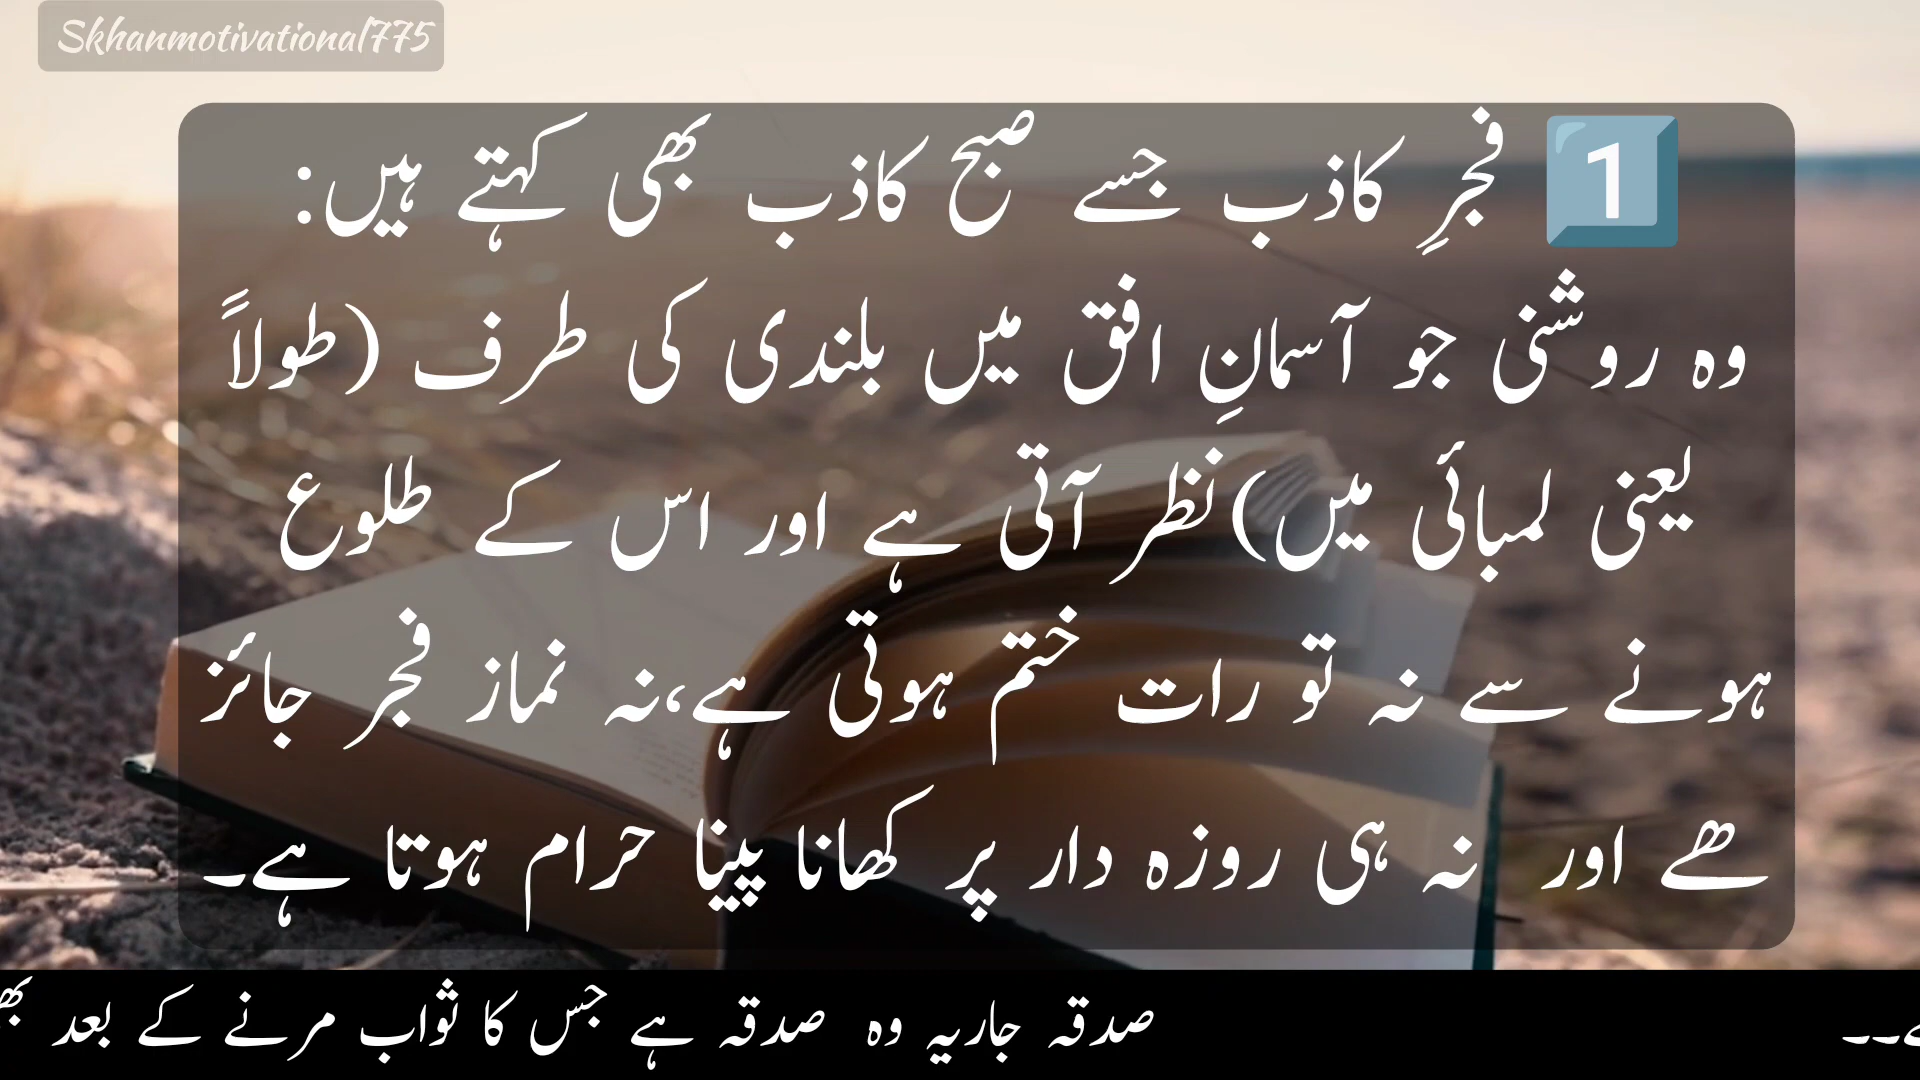 Skhanmotivational775
1️⃣ فجرِ کاذب جسے صبح کاذب بھی کہتے ہیں:
وہ روشنی جو آسمانِ افق میں بلندی کی طرف (طولاً
یعنی لمبائی میں)نظر آتی ہے اور اس کے طلوع
ہونے سے نہ تو رات ختم ہوتی ہے،نہ نماز فجر جائز
ھے اور نہ ہی روزہ دار پر کھانا پینا حرام ہوتا ہے۔
صدقہ جاریہ وہ صدقہ ہے جس کا ثواب مرنے کے بعد